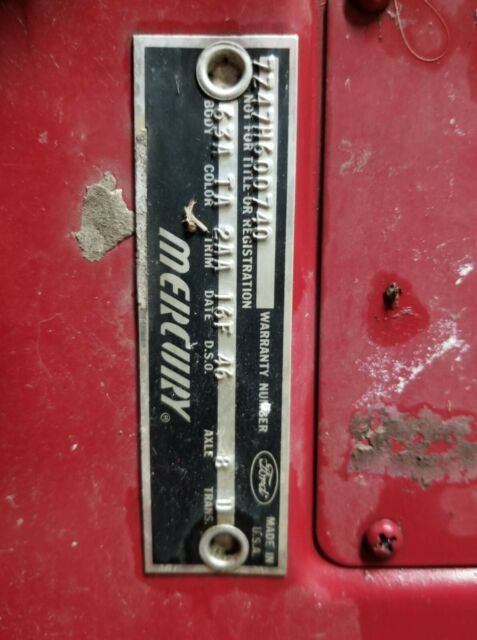 7Z47H600740
WARRANTY NUMBER
Ford
MADE IN
U.S.A.
NOT FOR TITLE OR REGISTRATION
63A TA 2AA 16F 46 8 U
BODY COLOR TRIM DATE D.S.O. AXLE TRANS.
MERCURY ®